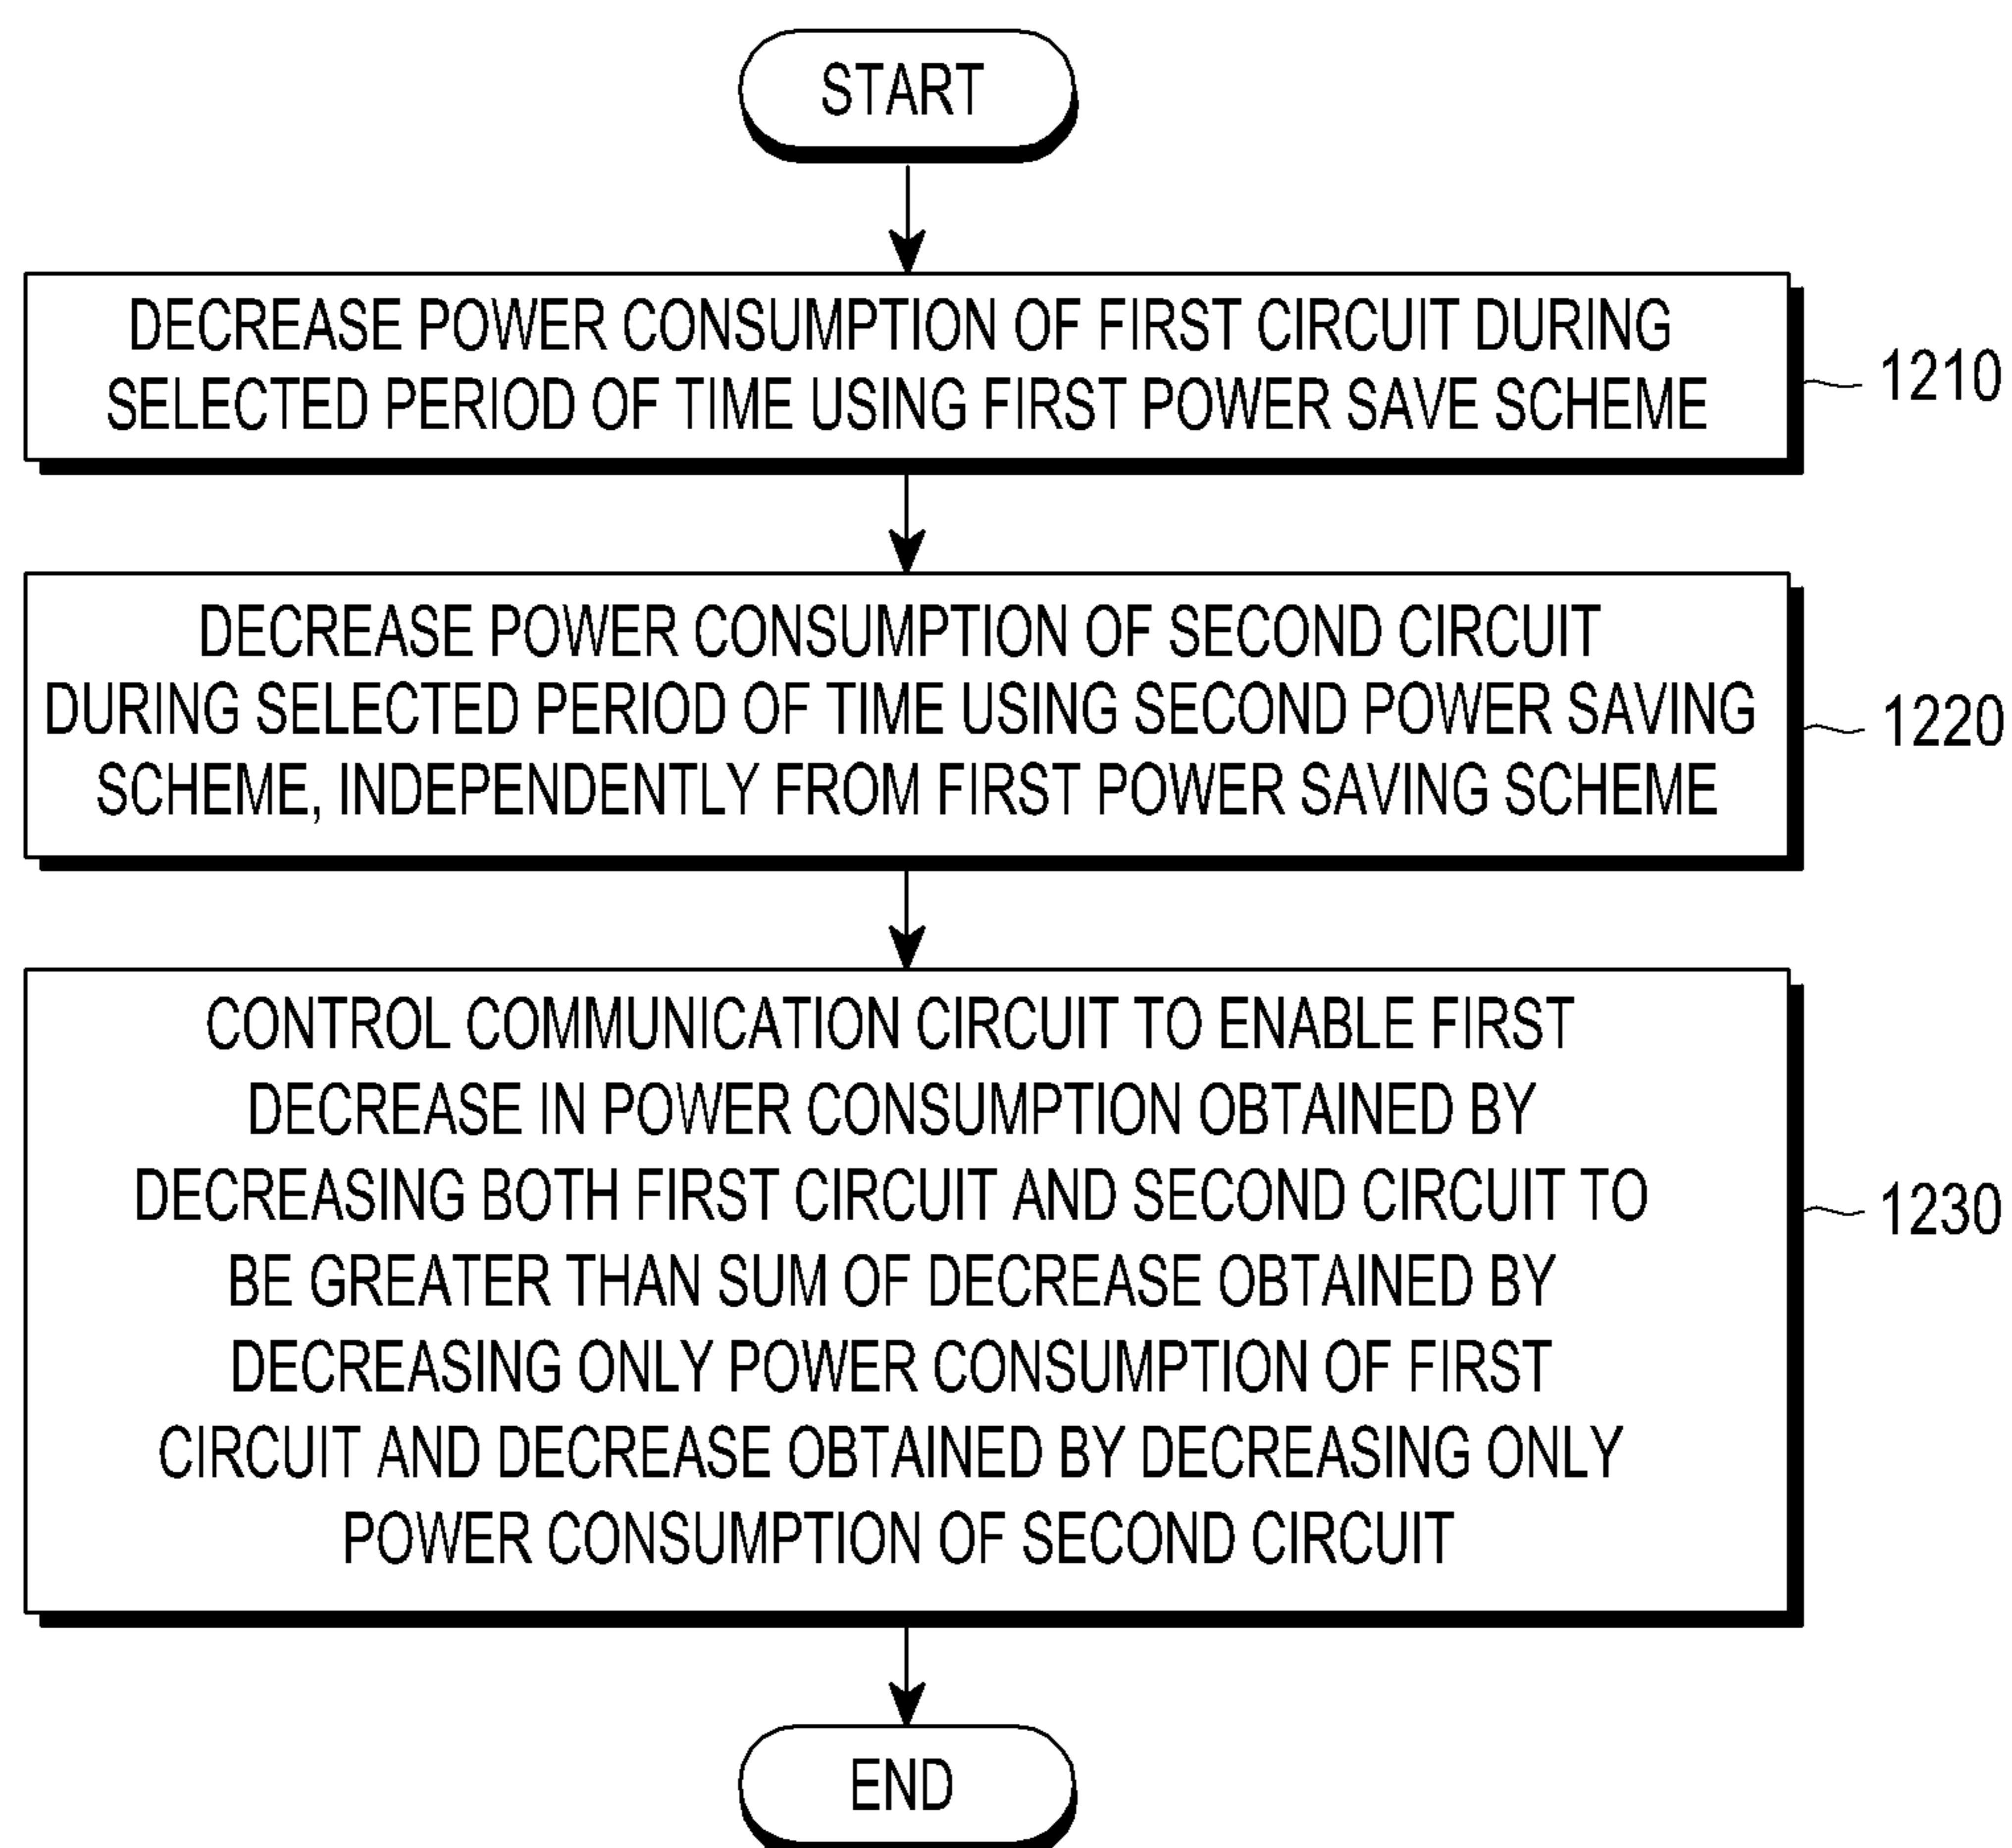 START
DECREASE POWER CONSUMPTION OF FIRST CIRCUIT DURING
SELECTED PERIOD OF TIME USING FIRST POWER SAVE SCHEME
1210
DECREASE POWER CONSUMPTION OF SECOND CIRCUIT
DURING SELECTED PERIOD OF TIME USING SECOND POWER SAVING
SCHEME, INDEPENDENTLY FROM FIRST POWER SAVING SCHEME
1220
CONTROL COMMUNICATION CIRCUIT TO ENABLE FIRST
DECREASE IN POWER CONSUMPTION OBTAINED BY
DECREASING BOTH FIRST CIRCUIT AND SECOND CIRCUIT TO
BE GREATER THAN SUM OF DECREASE OBTAINED BY
DECREASING ONLY POWER CONSUMPTION OF FIRST
CIRCUIT AND DECREASE OBTAINED BY DECREASING ONLY
POWER CONSUMPTION OF SECOND CIRCUIT
1230
END